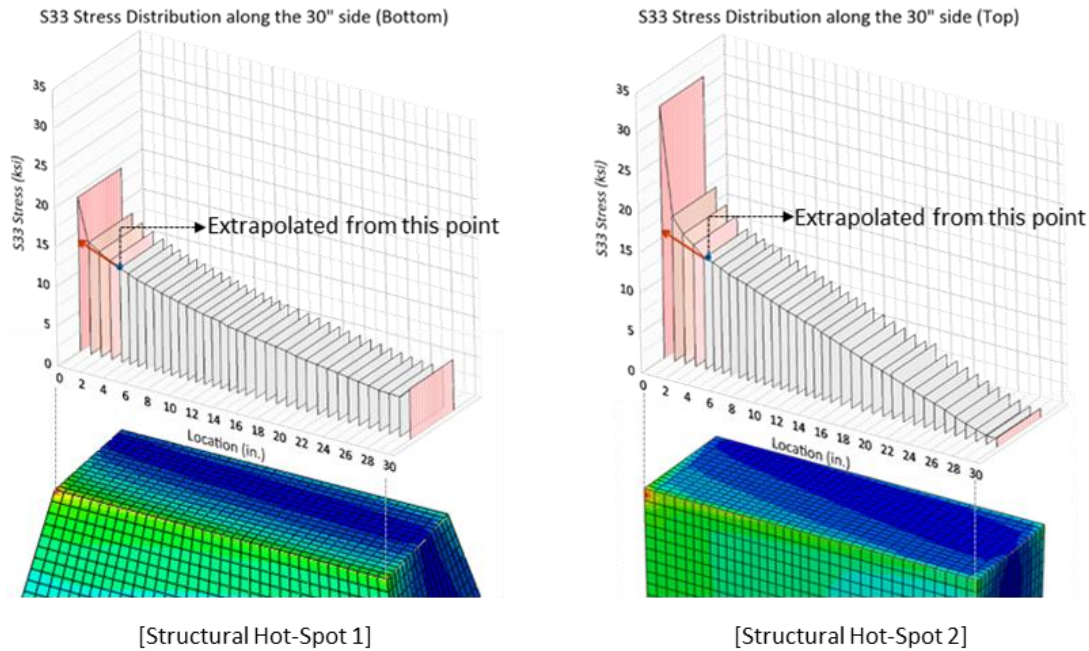 S33 Stress Distribution along the 30" side (Bottom)
35
30
25
20
15
10
5
0
S33 Stress (ksi)
Extrapolated from this point
0 2 4 6 8 10 12 14 16 18 20 22 24 26 28 30
Location (in.)
[Structural Hot-Spot 1]
S33 Stress Distribution along the 30" side (Top)
35
30
25
20
15
10
5
0
S33 Stress (ksi)
Extrapolated from this point
0 2 4 6 8 10 12 14 16 18 20 22 24 26 28 30
Location (in.)
[Structural Hot-Spot 2]